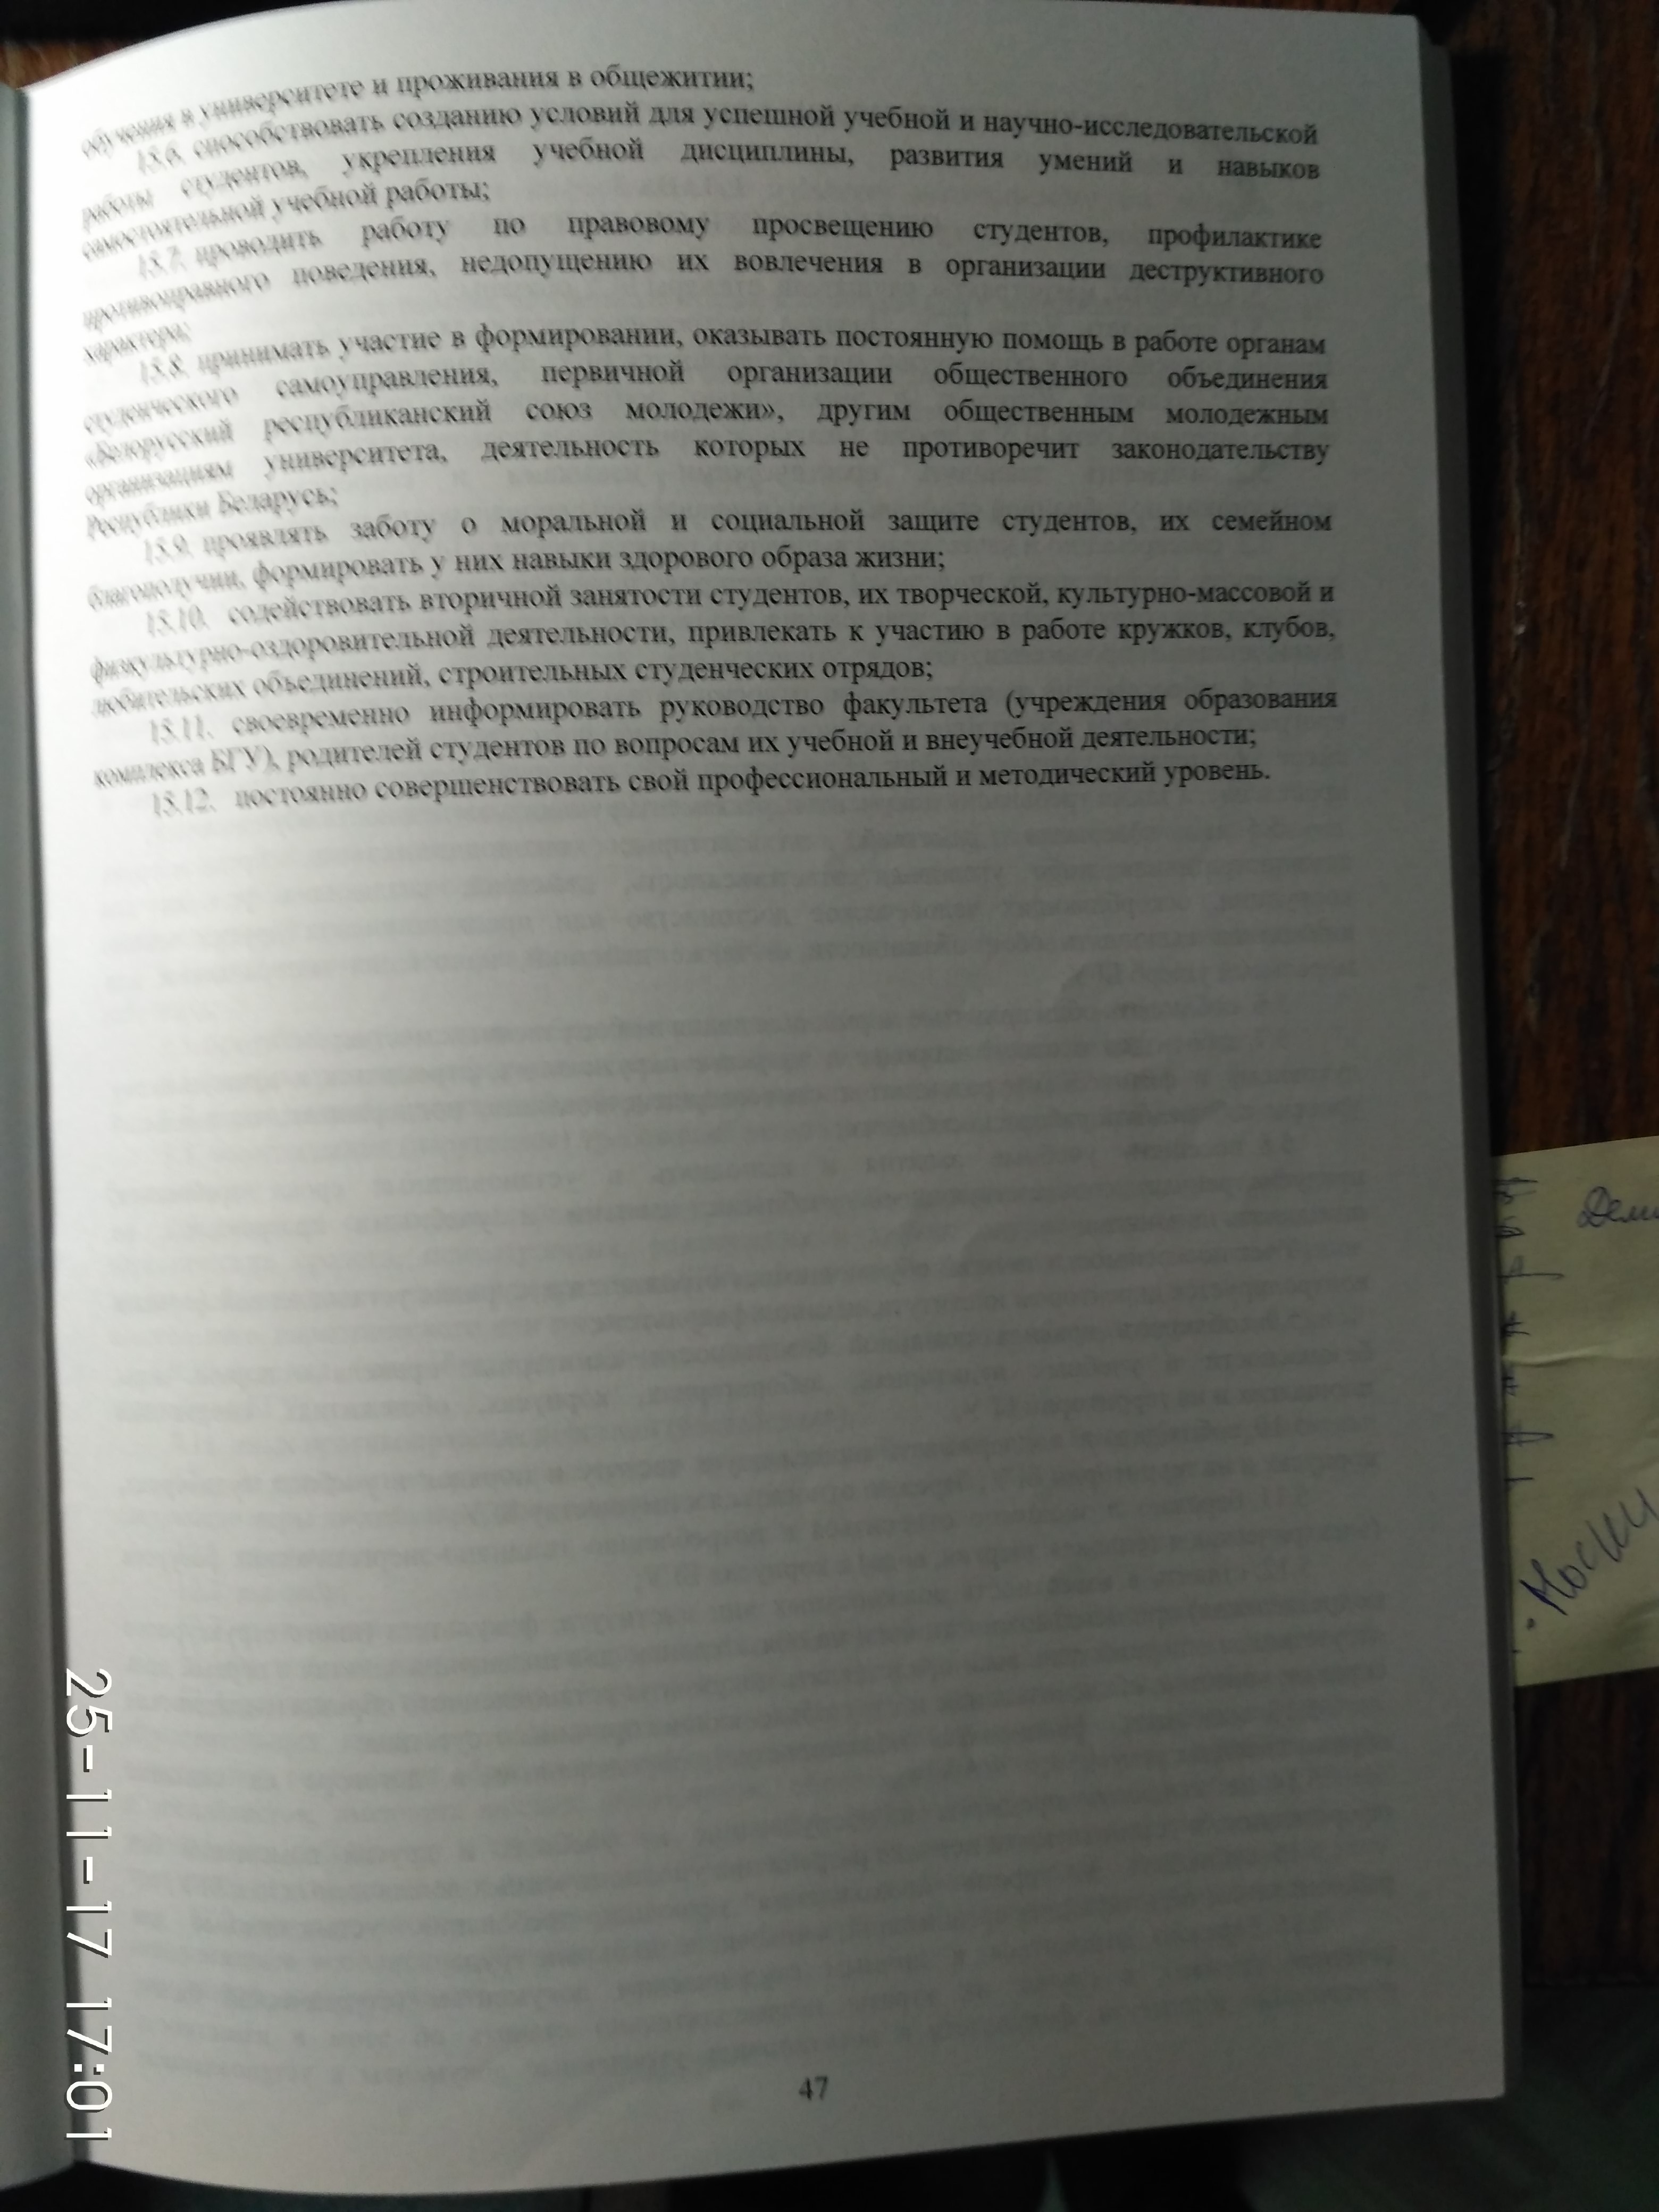 обучения в университете и проживания в общежитии;
15.6. способствовать созданию условий для успешной учебной и научно-исследовательской
работы студентов, укрепления учебной дисциплины, развития умений и навыков
самостоятельной учебной работы;
15.7. проводить работу по правовому просвещению студентов, профилактике
противоправного поведения, недопущению их вовлечения в организации деструктивного
характера;
15.8. принимать участие в формировании, оказывать постоянную помощь в работе органам
студенческого самоуправления, первичной организации общественного объединения
«Белорусский республиканский союз молодежи», другим общественным молодежным
организациям университета, деятельность которых не противоречит законодательству
Республики Беларусь;
15.9. проявлять заботу о моральной и социальной защите студентов, их семейном
благополучии, формировать у них навыки здорового образа жизни;
15.10. содействовать вторичной занятости студентов, их творческой, культурно-массовой и
физкультурно-оздоровительной деятельности, привлекать к участию в работе кружков, клубов,
любительских объединений, строительных студенческих отрядов;
15.11. своевременно информировать руководство факультета (учреждения образования
комплекса БГУ), родителей студентов по вопросам их учебной и внеучебной деятельности;
15.12. постоянно совершенствовать свой профессиональный и методический уровень.
47
25-11-17 17:01